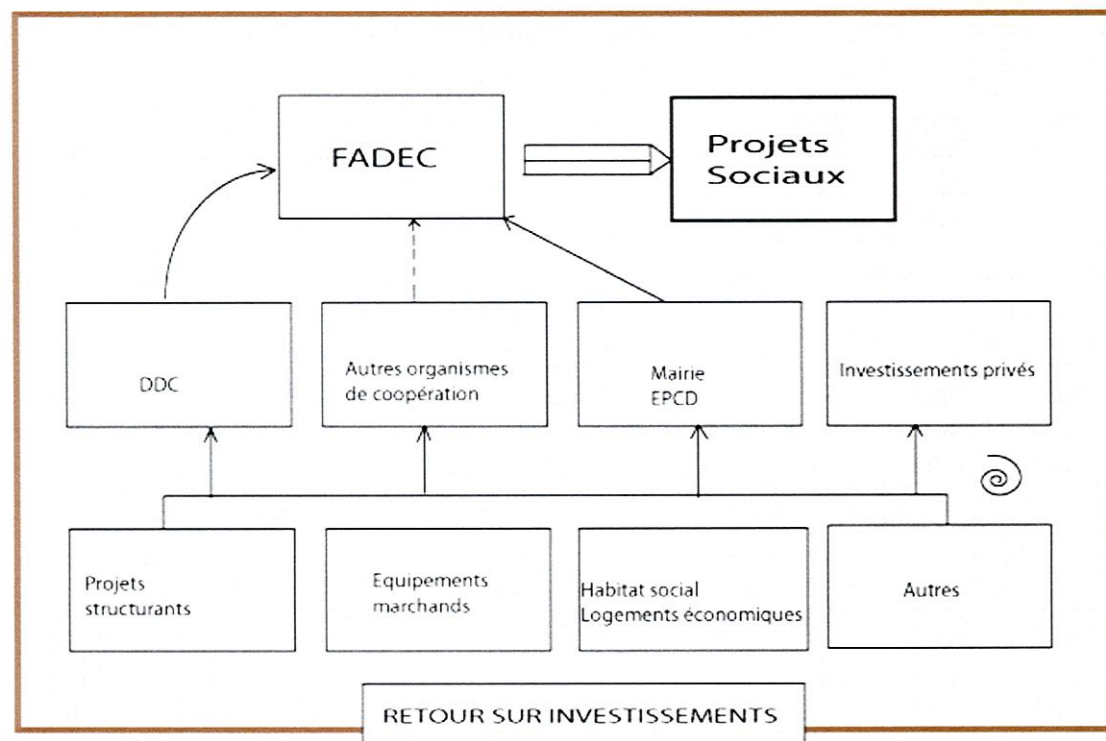 FADEC
Projets
Sociaux
DDC
Autres organismes
de coopération
Mairie
EPCD
Investissements privés
Projets
structurants
Equipements
marchands
Habitat social
Logements économiques
Autres
RETOUR SUR INVESTISSEMENTS